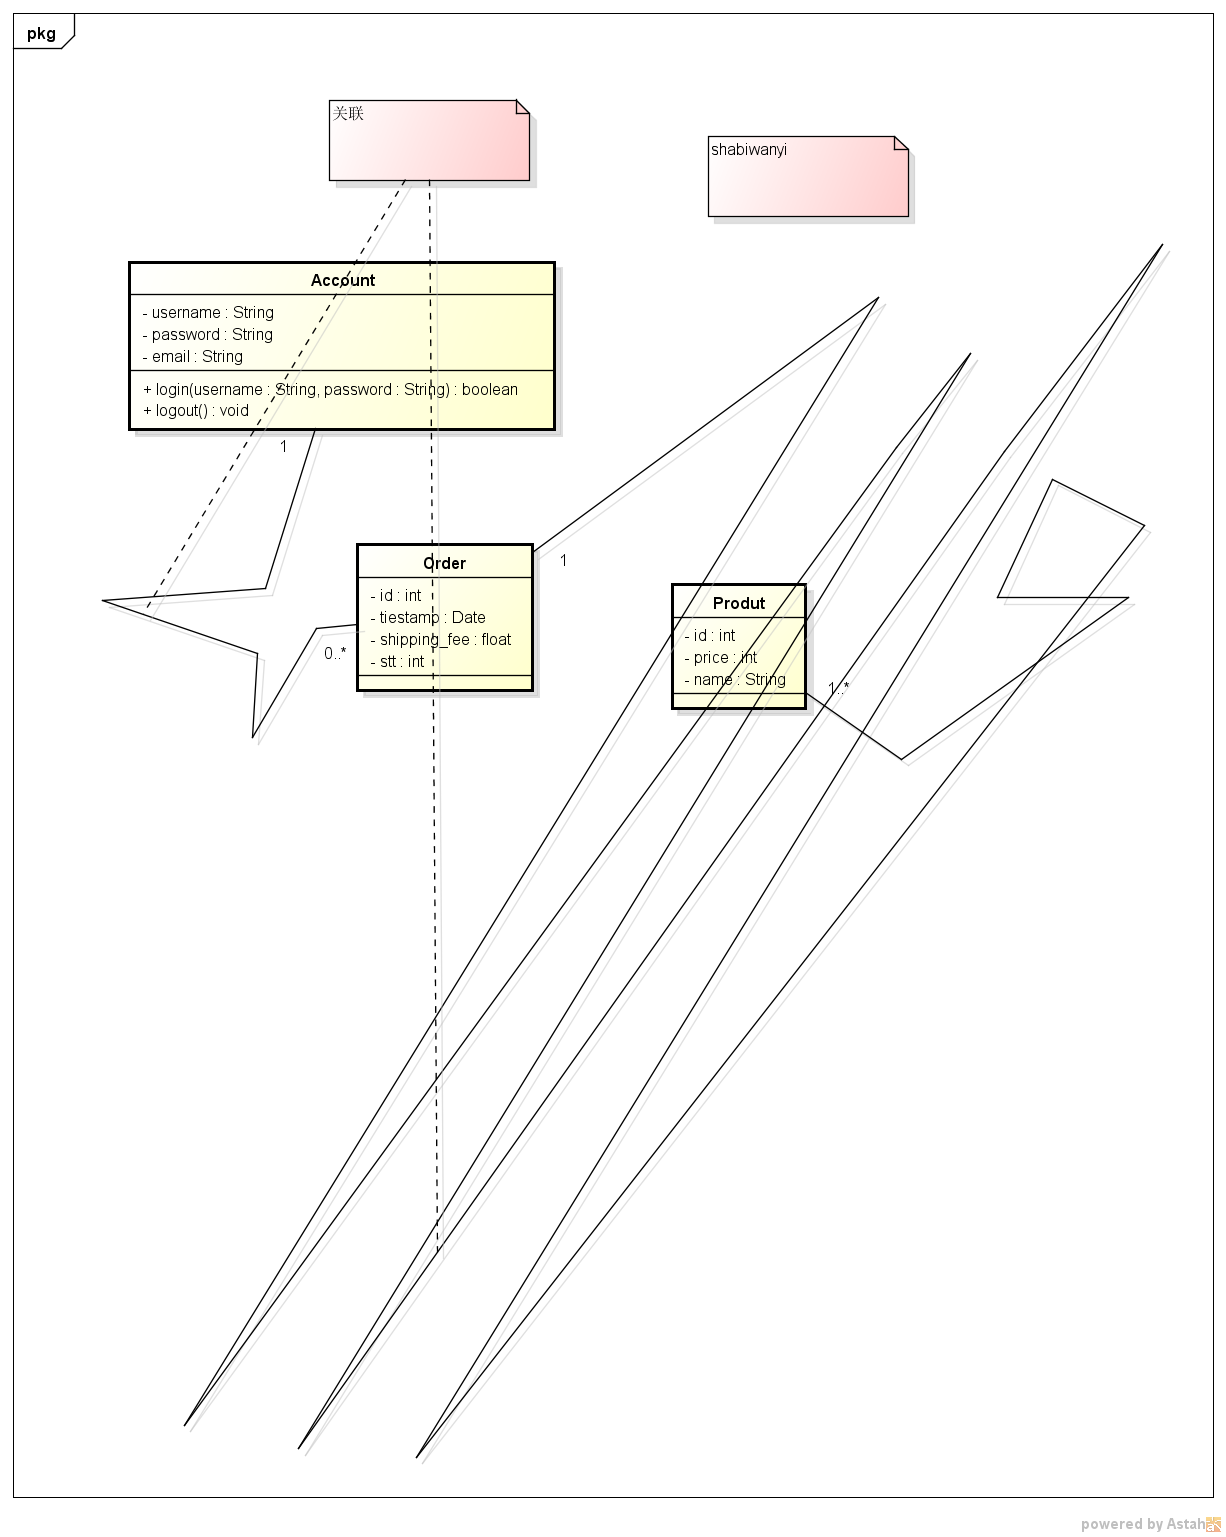 pkg
关联
shabiwanyi
Account
- username : String
- password : String
- email : String
+ login(username : String, password : String) : boolean
+ logout() : void
1
Order
- id : int
- tiestamp : Date
- shipping_fee : float
- stt : int
0..*
1
Produt
- id : int
- price : int
- name : String
1..*
powered by Astah